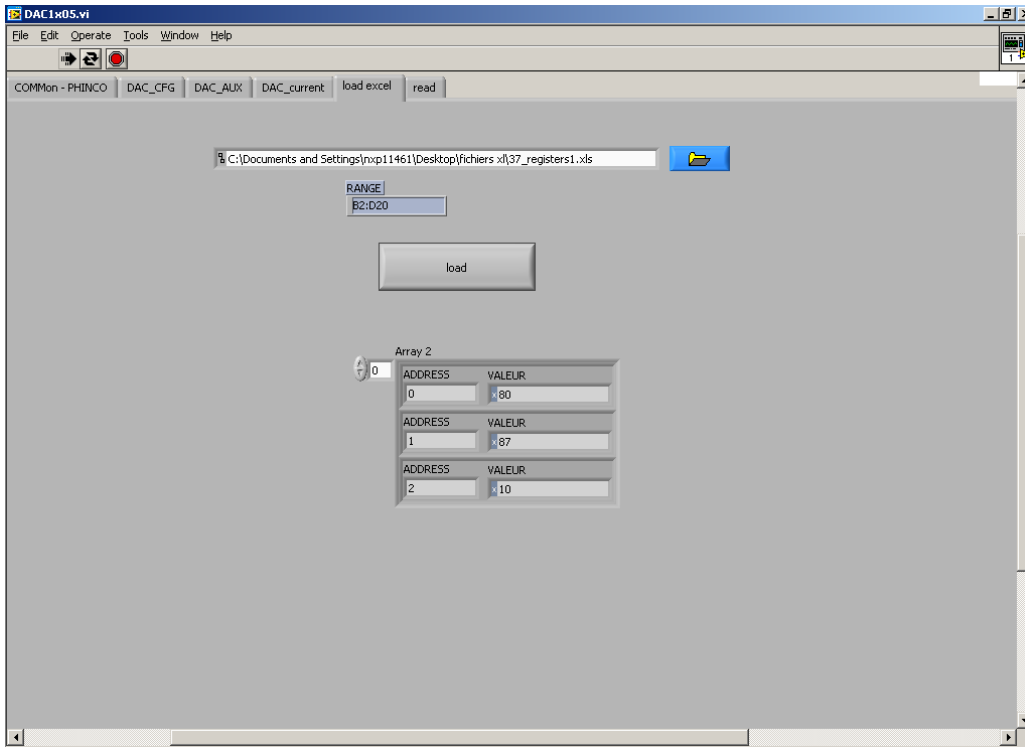 DAC1x05.vi
File Edit Operate Tools Window Help
1
COMMon - PHINCO DAC_CFG DAC_AUX DAC_current load excel read
C:\Documents and Settings\nxp11461\Desktop\fichiers xl\37_registers1.xls
RANGE
B2:D20
load
Array 2
0
ADDRESS VALEUR
0 x 80
ADDRESS VALEUR
1 x 87
ADDRESS VALEUR
2 x 10